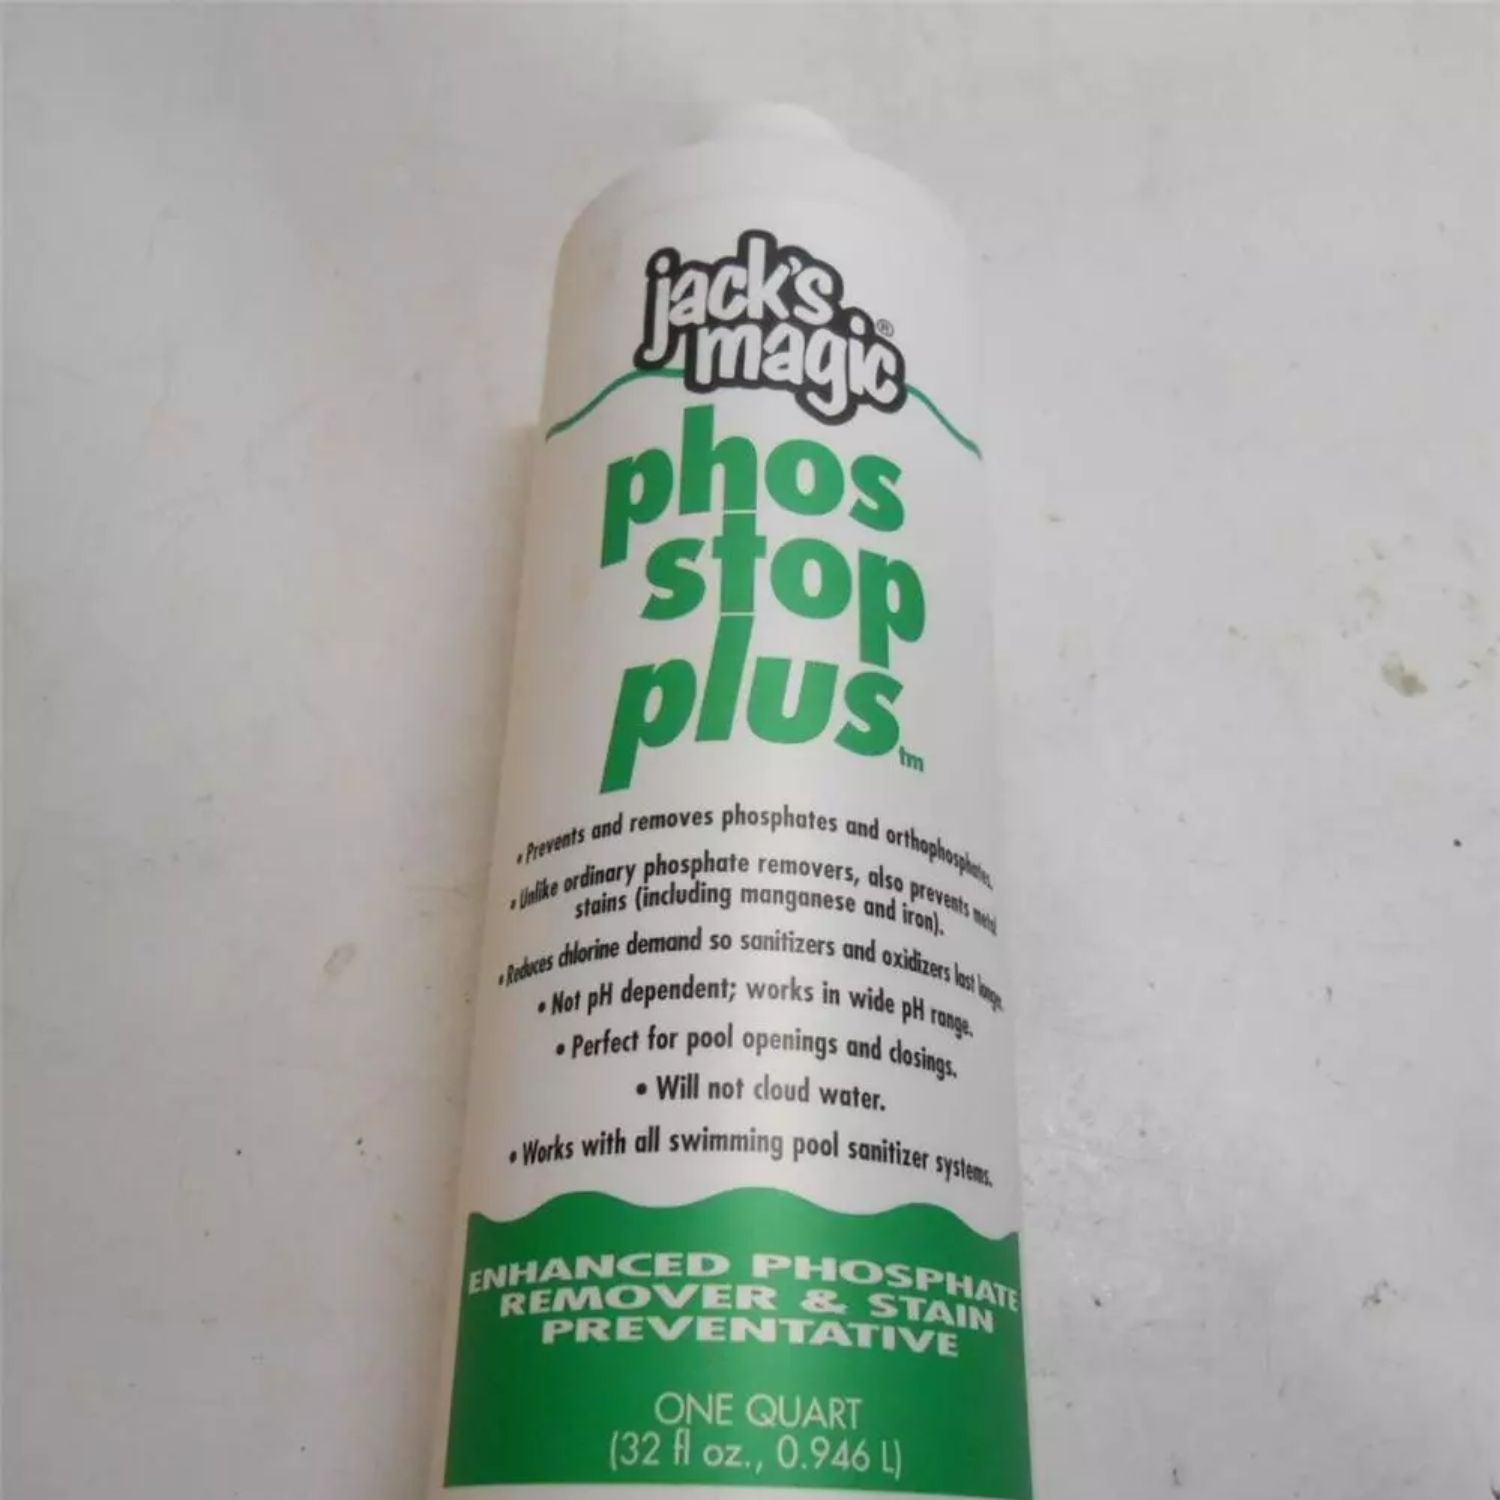 jack's
magic®
phos
stop
plus™
• Prevents and removes phosphates and orthophosphates.
• Unlike ordinary phosphate removers, also prevents metal
stains (including manganese and iron).
• Reduces chlorine demand so sanitizers and oxidizers last longer.
• Not pH dependent; works in wide pH range.
• Perfect for pool openings and closings.
• Will not cloud water.
• Works with all swimming pool sanitizer systems.
ENHANCED PHOSPHATE
REMOVER & STAIN
PREVENTATIVE
ONE QUART
(32 fl oz., 0.946 L)